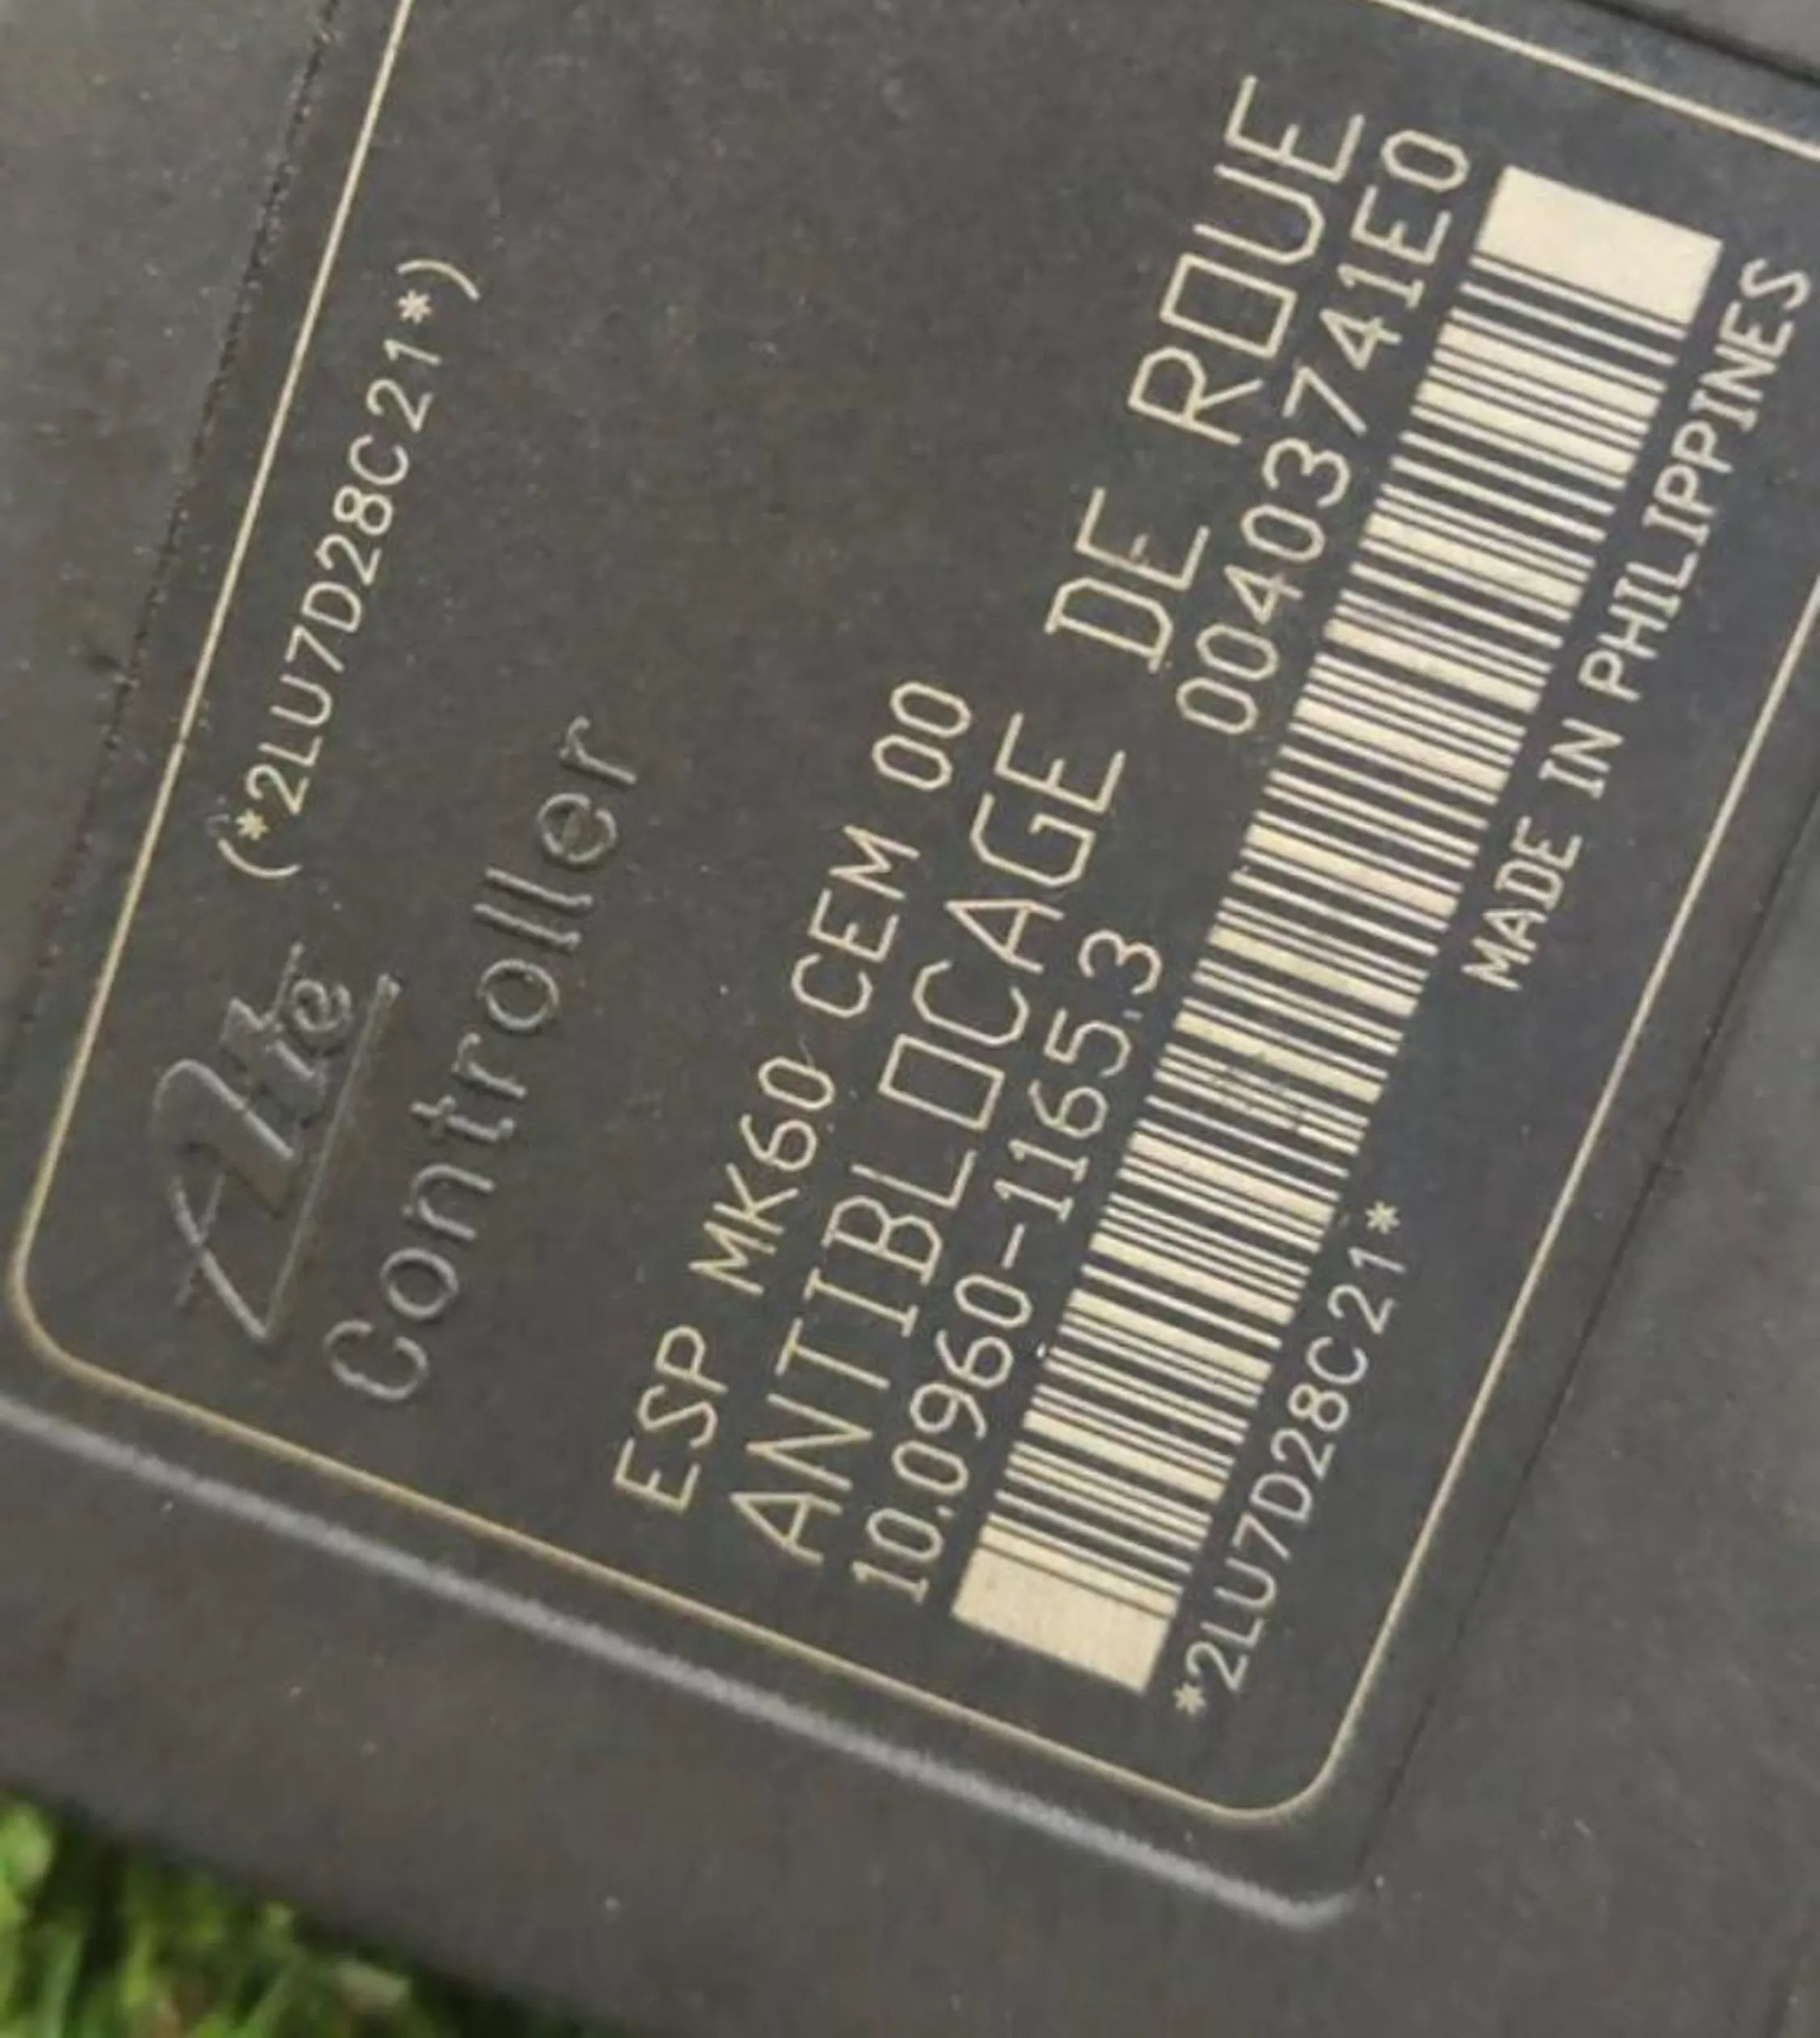 Ate (*2LU7D28C21*)
Controller
ESP MK60 CEM 00
ANTIBLOCAGE DE ROUE
10.0960-1165.3 00403741E0
*2LU7D28C21* MADE IN PHILIPPINES